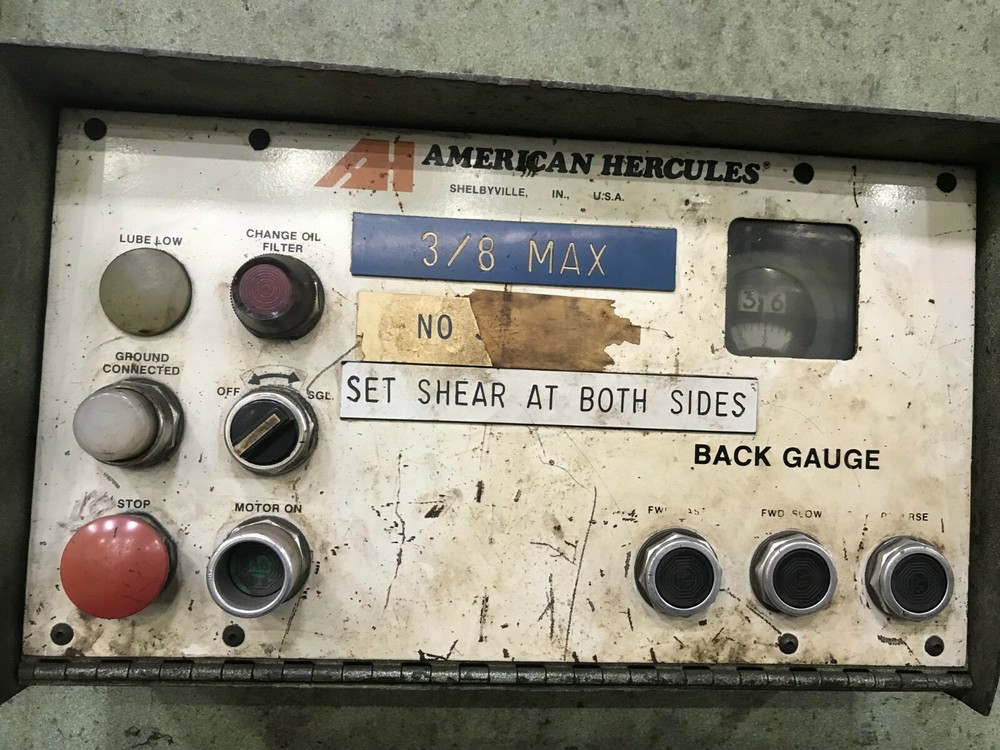 AMERICAN HERCULES®
SHELBYVILLE, IN., U.S.A.
LUBE LOW
CHANGE OIL
FILTER
3/8 MAX
36
NO
GROUND
CONNECTED
OFF
SGL.
SET SHEAR AT BOTH SIDES
BACK GAUGE
STOP
MOTOR ON
FWD SLOW